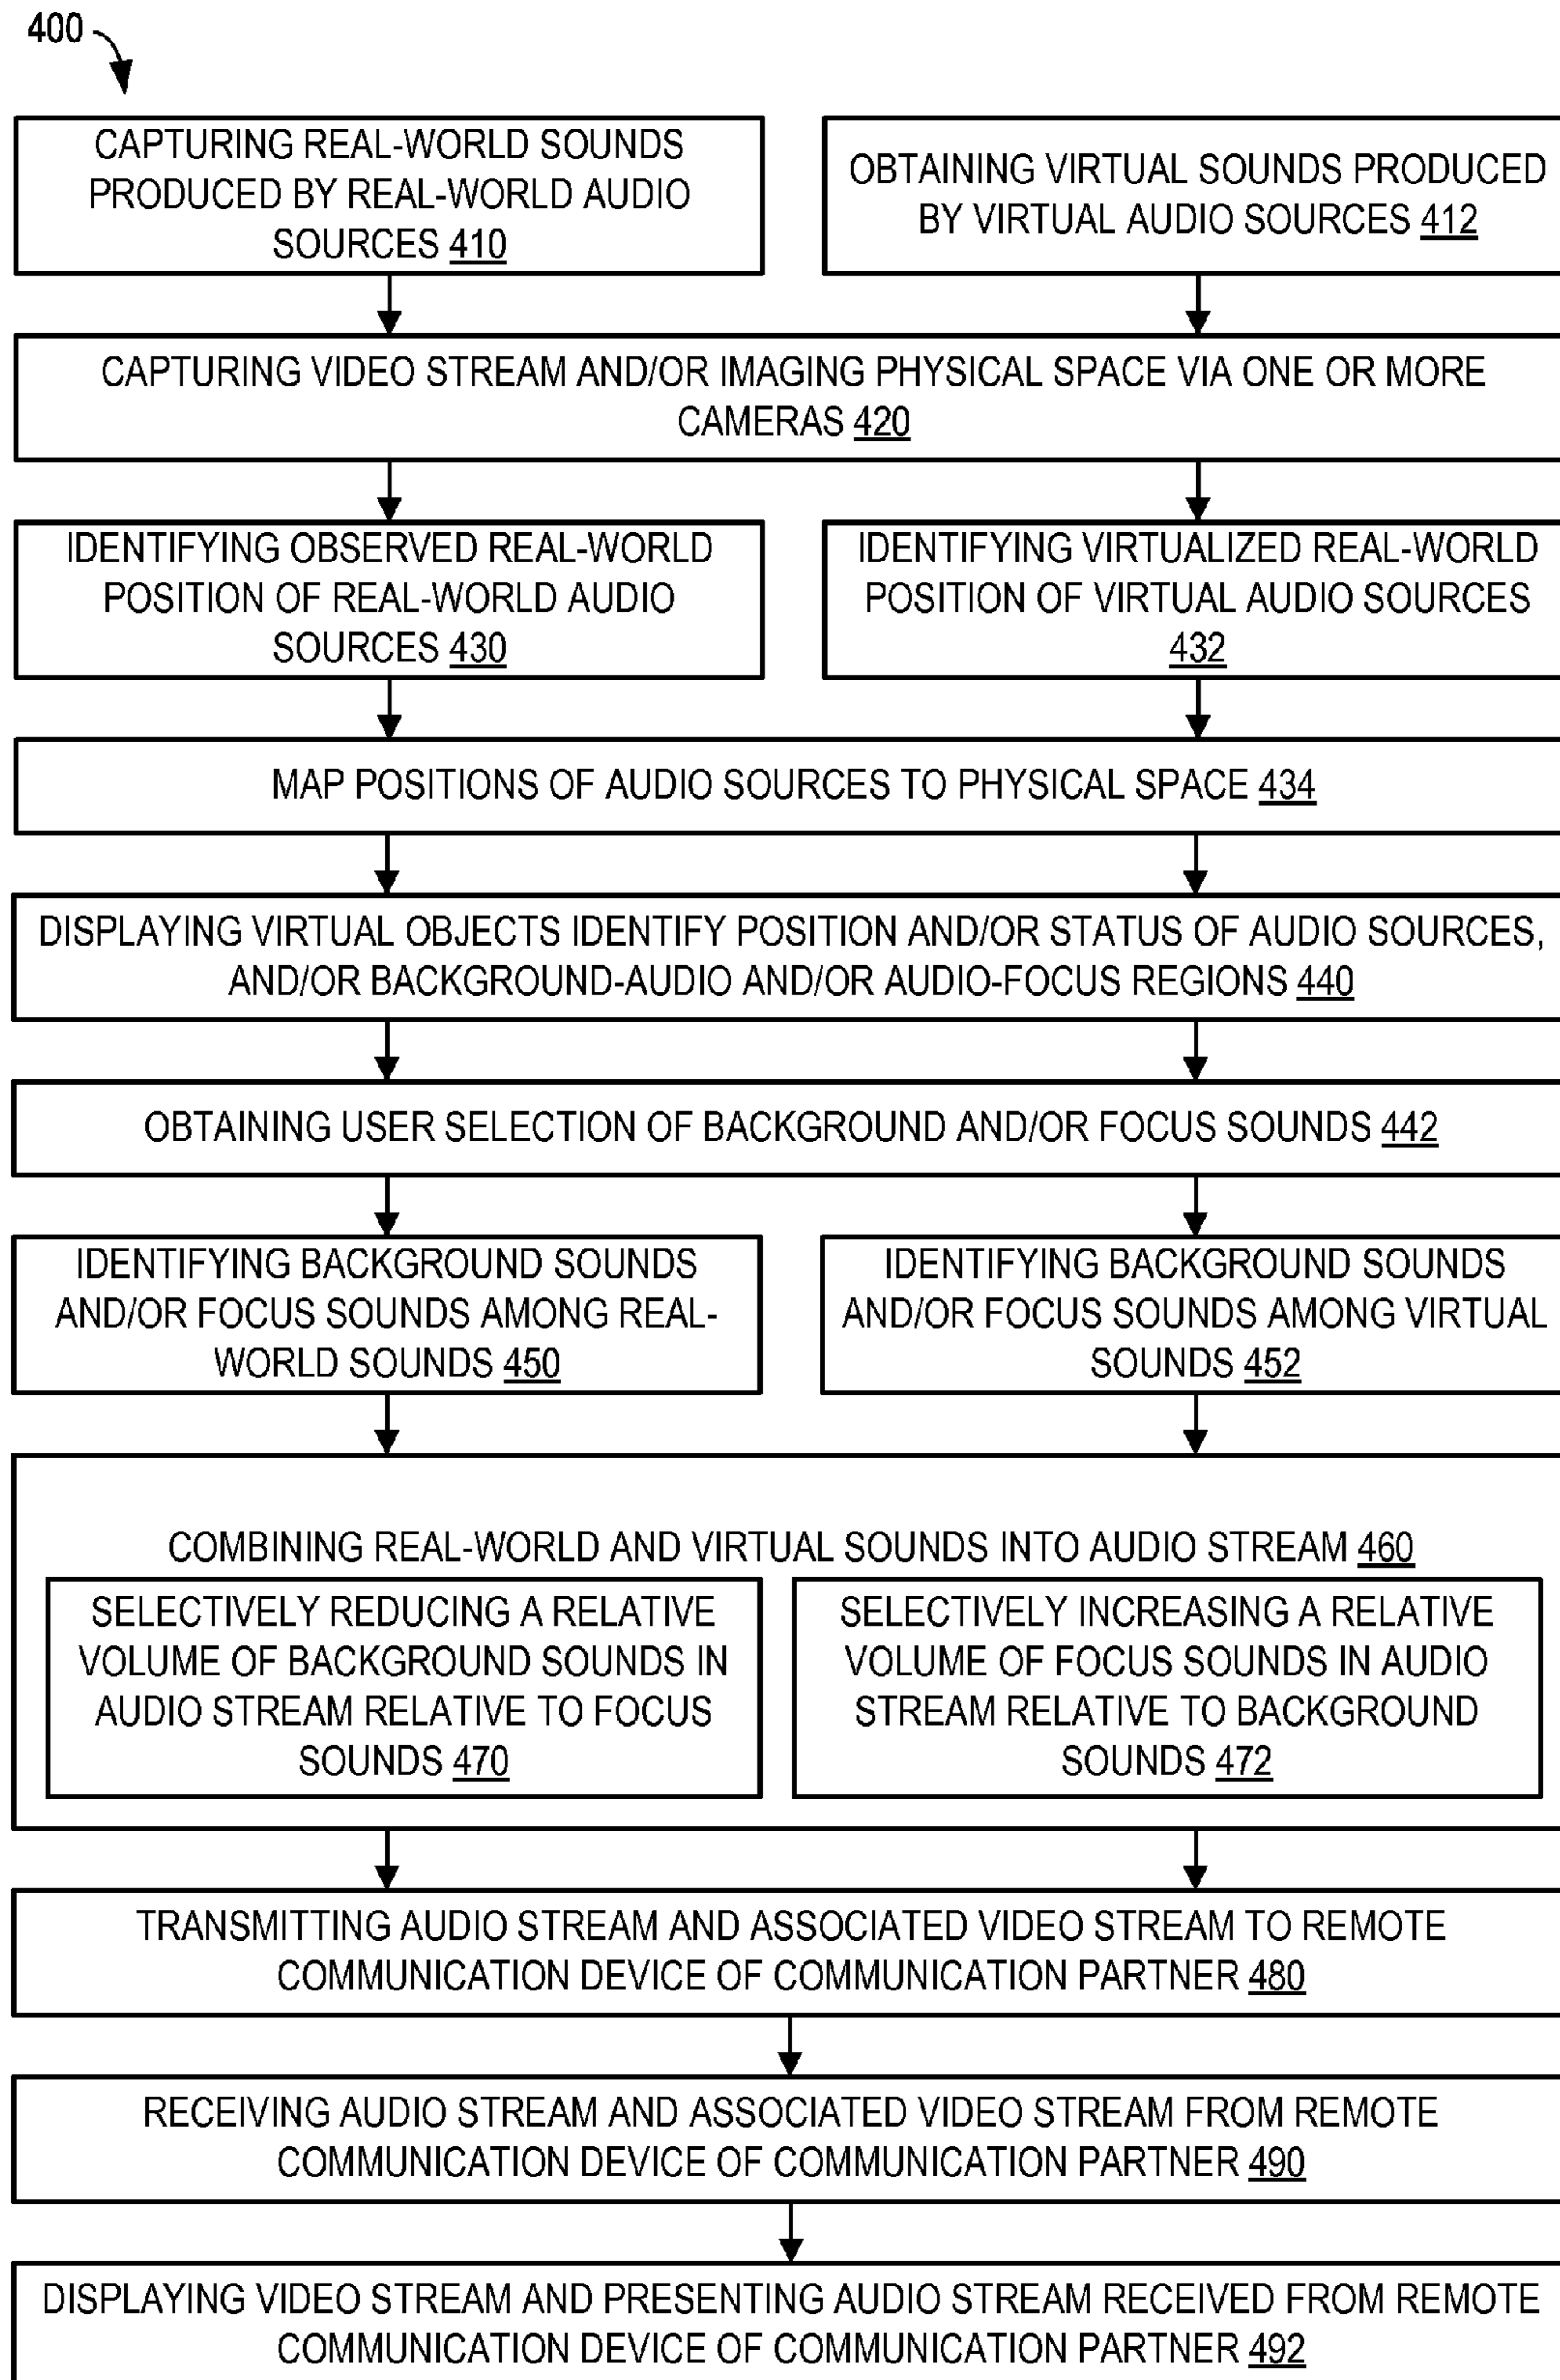 400
CAPTURING REAL-WORLD SOUNDS
PRODUCED BY REAL-WORLD AUDIO
SOURCES 410
OBTAINING VIRTUAL SOUNDS PRODUCED
BY VIRTUAL AUDIO SOURCES 412
CAPTURING VIDEO STREAM AND/OR IMAGING PHYSICAL SPACE VIA ONE OR MORE
CAMERAS 420
IDENTIFYING OBSERVED REAL-WORLD
POSITION OF REAL-WORLD AUDIO
SOURCES 430
IDENTIFYING VIRTUALIZED REAL-WORLD
POSITION OF VIRTUAL AUDIO SOURCES
432
MAP POSITIONS OF AUDIO SOURCES TO PHYSICAL SPACE 434
DISPLAYING VIRTUAL OBJECTS IDENTIFY POSITION AND/OR STATUS OF AUDIO SOURCES,
AND/OR BACKGROUND-AUDIO AND/OR AUDIO-FOCUS REGIONS 440
OBTAINING USER SELECTION OF BACKGROUND AND/OR FOCUS SOUNDS 442
IDENTIFYING BACKGROUND SOUNDS
AND/OR FOCUS SOUNDS AMONG REAL-
WORLD SOUNDS 450
IDENTIFYING BACKGROUND SOUNDS
AND/OR FOCUS SOUNDS AMONG VIRTUAL
SOUNDS 452
COMBINING REAL-WORLD AND VIRTUAL SOUNDS INTO AUDIO STREAM 460
SELECTIVELY REDUCING A RELATIVE
VOLUME OF BACKGROUND SOUNDS IN
AUDIO STREAM RELATIVE TO FOCUS
SOUNDS 470
SELECTIVELY INCREASING A RELATIVE
VOLUME OF FOCUS SOUNDS IN AUDIO
STREAM RELATIVE TO BACKGROUND
SOUNDS 472
TRANSMITTING AUDIO STREAM AND ASSOCIATED VIDEO STREAM TO REMOTE
COMMUNICATION DEVICE OF COMMUNICATION PARTNER 480
RECEIVING AUDIO STREAM AND ASSOCIATED VIDEO STREAM FROM REMOTE
COMMUNICATION DEVICE OF COMMUNICATION PARTNER 490
DISPLAYING VIDEO STREAM AND PRESENTING AUDIO STREAM RECEIVED FROM REMOTE
COMMUNICATION DEVICE OF COMMUNICATION PARTNER 492